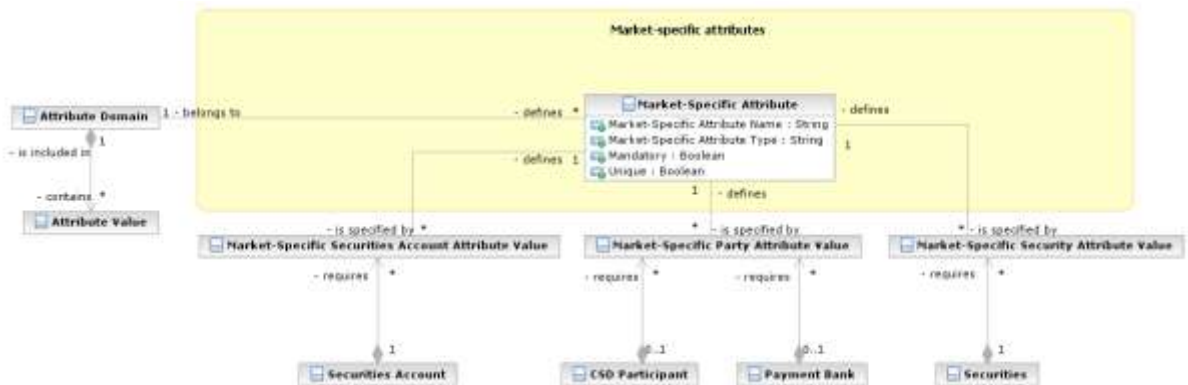 Market-specific attributes
Attribute Domain
1 - belongs to
- defines *
Market-Specific Attribute
Market-Specific Attribute Name : String
Market-Specific Attribute Type : String
Mandatory : Boolean
Unique : Boolean
- defines
1
1
- is included in
- defines 1
1 - defines
- contains *
Attribute Value
- is specified by *
* - is specified by
* - is specified by
Market-Specific Securities Account Attribute Value
Market-Specific Party Attribute Value
Market-Specific Security Attribute Value
- requires *
- requires *
- requires *
- requires *
1
0..1
0..1
1
Securities Account
CSD Participant
Payment Bank
Securities